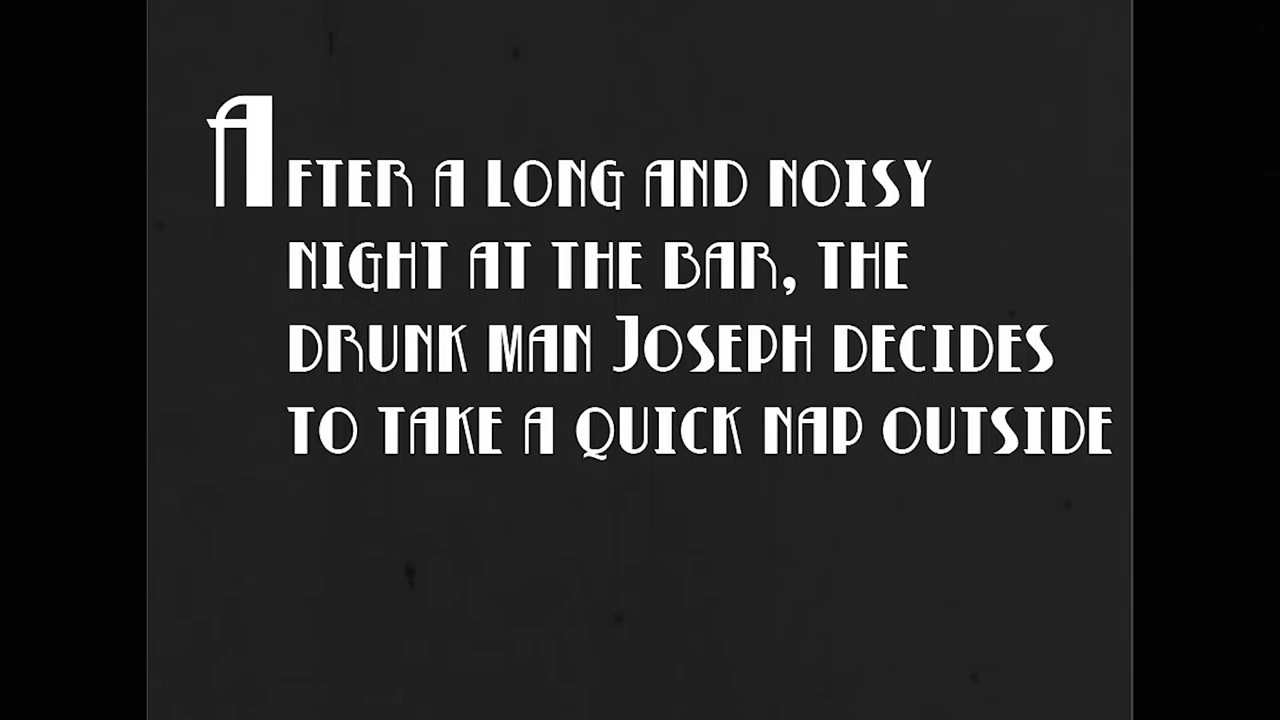 After a long and noisy
night at the bar, the
drunk man Joseph decides
to take a quick nap outside